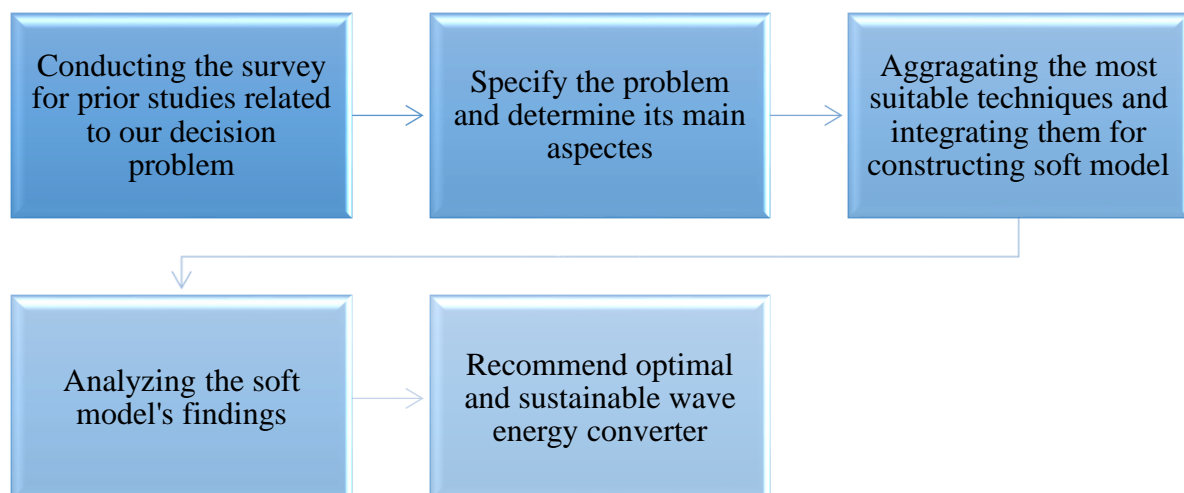 Conducting the survey
for prior studies related
to our decision
problem
Specify the problem
and determine its main
aspectes
Aggragating the most
suitable techniques and
integrating them for
constructing soft model
Analyzing the soft
model's findings
Recommend optimal
and sustainable wave
energy converter